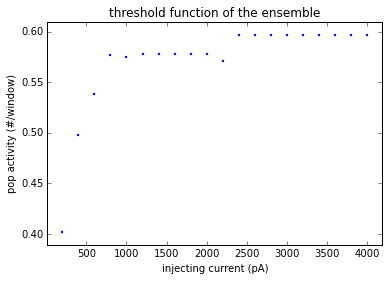 threshold function of the ensemble
0.60
0.55
0.50
0.45
0.40
pop activity (#/window)
500 1000 1500 2000 2500 3000 3500 4000
injecting current (pA)